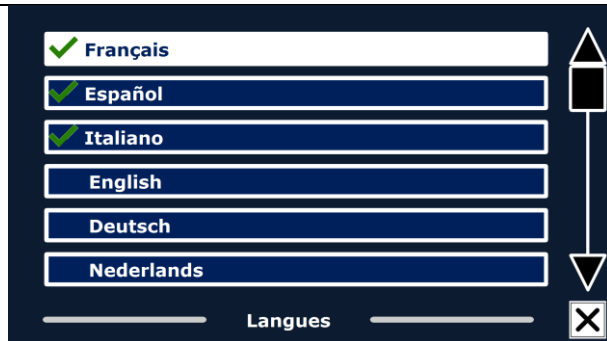 Français
Español
Italiano
English
Deutsch
Nederlands
Langues